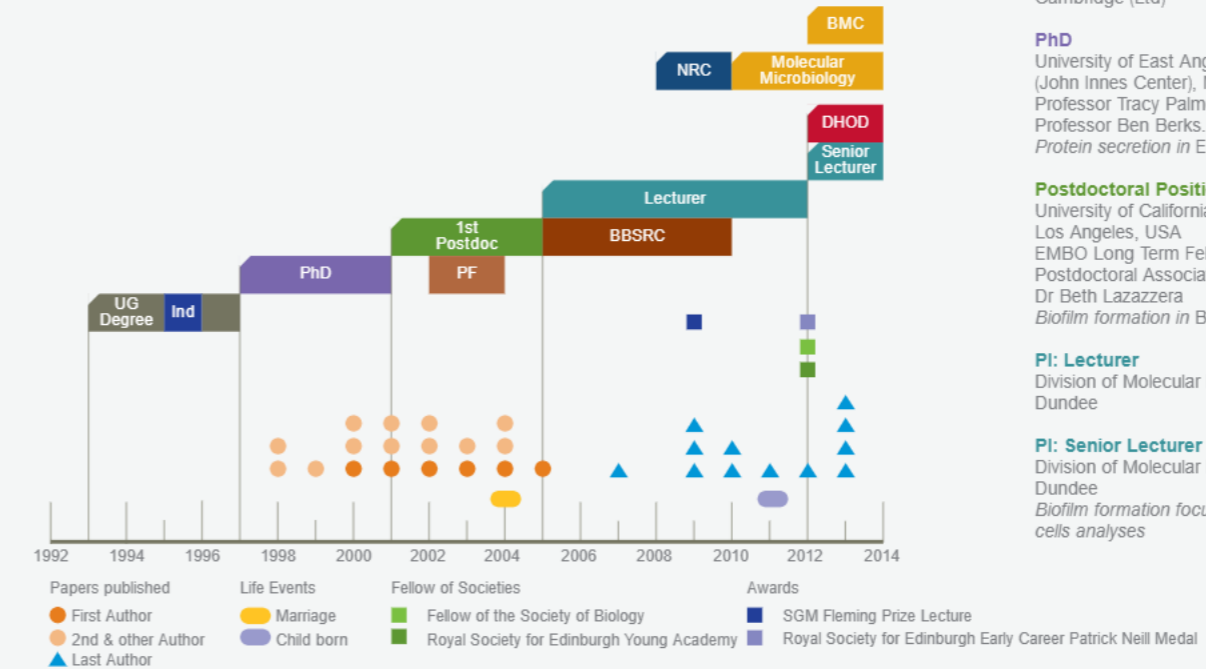 BMC
NRC
Molecular
Microbiology
DHOD
Senior
Lecturer
Lecturer
1st
Postdoc
BBSRC
PhD
PF
UG
Degree
Ind
1992 1994 1996 1998 2000 2002 2004 2006 2008 2010 2012 2014
Papers published
First Author
2nd & other Author
Last Author
Life Events
Marriage
Child born
Fellow of Societies
Fellow of the Society of Biology
Royal Society for Edinburgh Young Academy
Awards
SGM Fleming Prize Lecture
Royal Society for Edinburgh Early Career Patrick Neill Medal
Cambridge (Ltd)
PhD
University of East Ang
(John Innes Center),
Professor Tracy Palm
Professor Ben Berks.
Protein secretion in E
Postdoctoral Positi
University of California
Los Angeles, USA
EMBO Long Term Fel
Postdoctoral Associa
Dr Beth Lazazzera
Biofilm formation in B
PI: Lecturer
Division of Molecular
Dundee
PI: Senior Lecturer
Division of Molecular
Dundee
Biofilm formation focu
cells analyses